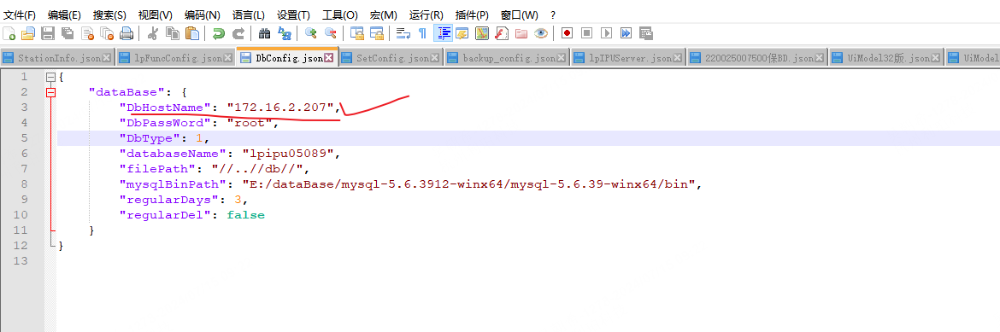 文件(F) 编辑(E) 搜索(S) 视图(V) 编码(N) 语言(L) 设置(T) 工具(O) 宏(M) 运行(R) 插件(P) 窗口(W) ?
StationInfo.json lpFuncConfig.json DbConfig.json SetConfig.json backup_config.json lpIPUServer.json 220025007500保BD.json UiModel32版.json UiModel
1 {
2 "dataBase": {
3 "DbHostName": "172.16.2.207",
4 "DbPassWord": "root",
5 "DbType": 1,
6 "databaseName": "lpipu05089",
7 "filePath": "//..//db//",
8 "mysqlBinPath": "E:/dataBase/mysql-5.6.3912-winx64/mysql-5.6.39-winx64/bin",
9 "regularDays": 3,
10 "regularDel": false
11 }
12 }
13